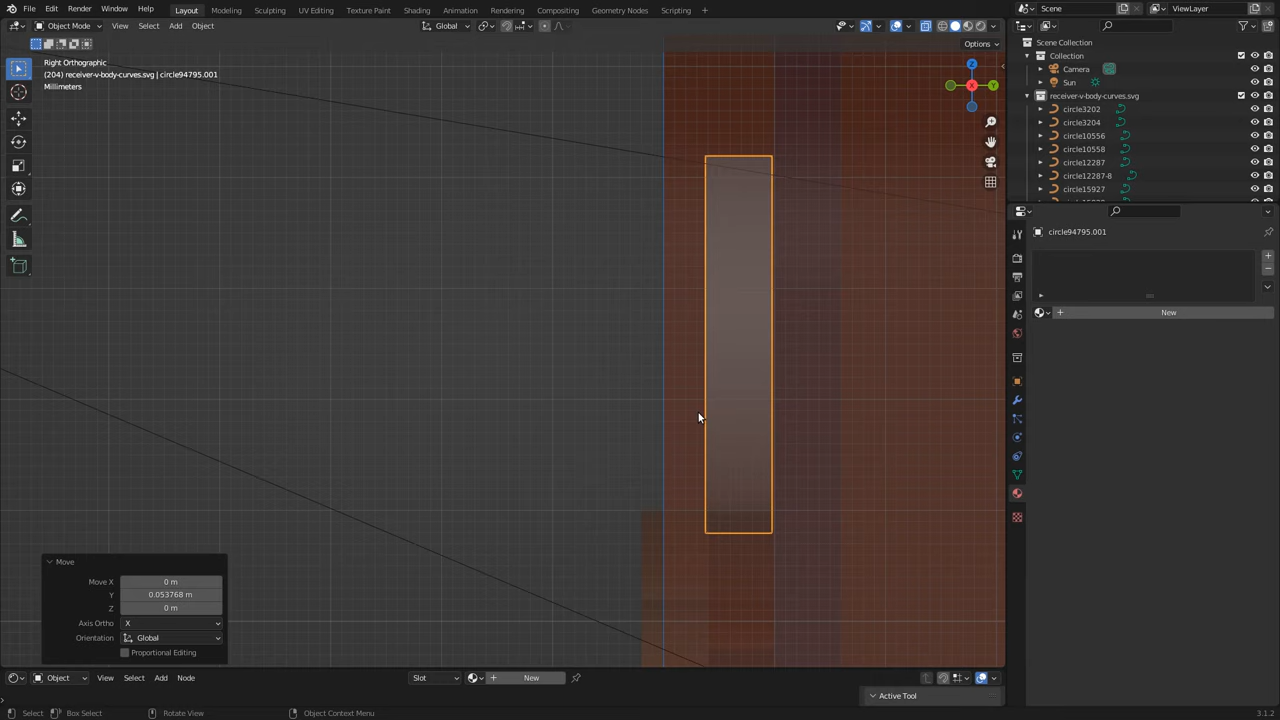 File Edit Render Window Help Layout Modeling Sculpting UV Editing Texture Paint Shading Animation Rendering Compositing Geometry Nodes Scripting Scene ViewLayer
Object Mode View Select Add Object Global
Options
Right Orthographic
(204) receiver-v-body-curves.svg | circle94795.001
Millimeters
Z
X
Y
Scene Collection
Collection
Camera
Sun
receiver-v-body-curves.svg
circle3202
circle3204
circle10556
circle10558
circle12287
circle12287-8
circle15927
circle94795.001
New
Move
Move X 0 m
Y 0.053768 m
Z 0 m
Axis Ortho X
Orientation Global
Proportional Editing
Object View Select Add Node Slot New
Active Tool
Select Box Select Rotate View Object Context Menu 3.1.2